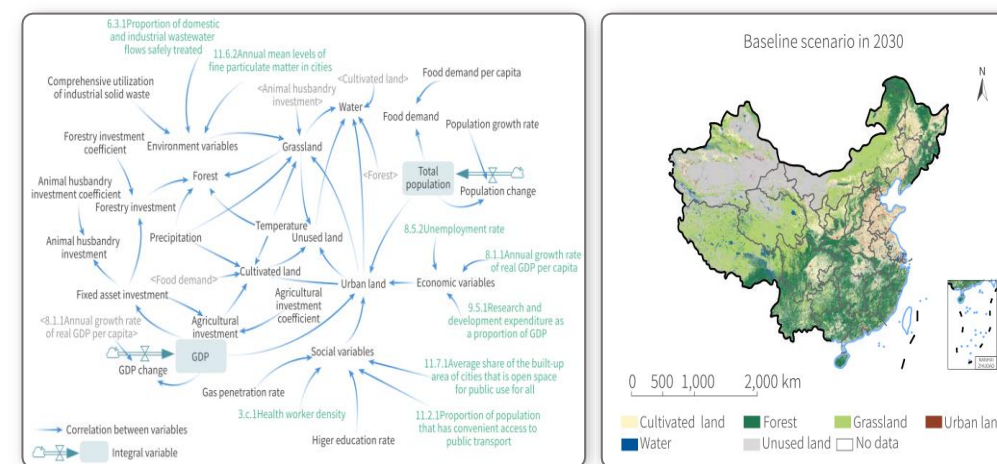 6.3.1Proportion of domestic
and industrial wastewater
flows safely treated
11.6.2Annual mean levels of
fine particulate matter in cities
Comprehensive utilization
of industrial solid waste
<Animal husbandry
investment>
<Cultivated land>
Water
Food demand per capita
Food demand
Population growth rate
Forestry investment
coefficient
Environment variables
Grassland
Forest
<Forest>
Total
population
Population change
Animal husbandry
investment coefficient
Forestry investment
Precipitation
Temperature
Unused land
8.5.2Unemployment rate
Animal husbandry
investment
<Food demand>
Cultivated land
8.1.1Annual growth rate
of real GDP per capita
Urban land
Economic variables
Fixed asset investment
Agricultural
investment
coefficient
9.5.1Research and
development expenditure as
a proportion of GDP
<8.1.1Annual growth rate
of real GDP per capita>
Agricultural
investment
GDP
GDP change
Social variables
11.7.1Average share of the built-up
area of cities that is open space
for public use for all
Gas penetration rate
3.c.1Health worker density
Higer education rate
11.2.1Proportion of population
that has convenient access to
public transport
Correlation between variables
Integral variable
Baseline scenario in 2030
N
0 500 1,000 2,000 km
Cultivated land Forest Grassland Urban lan
Water Unused land No data